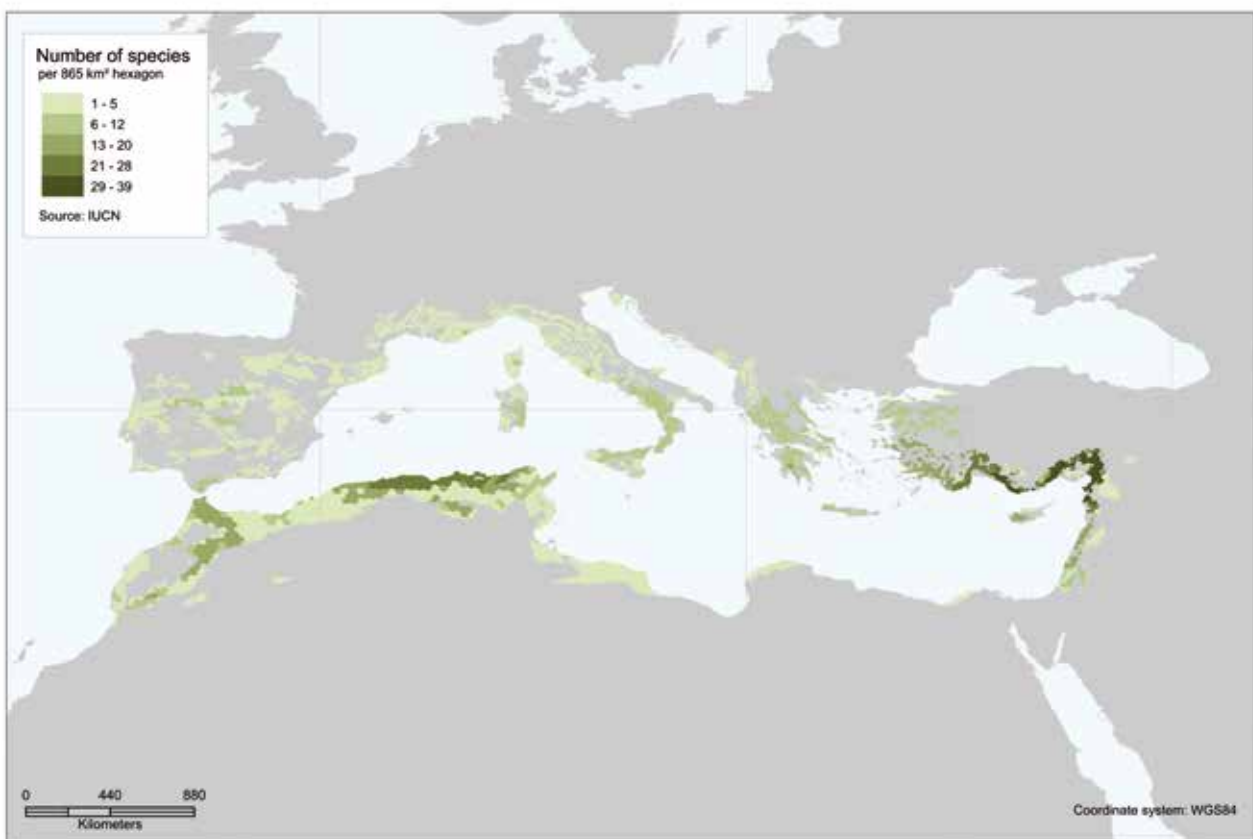 Number of species
per 865 km² hexagon
1 - 5
6 - 12
13 - 20
21 - 28
29 - 39
Source: IUCN
0 440 880
Kilometers
Coordinate system: WGS84